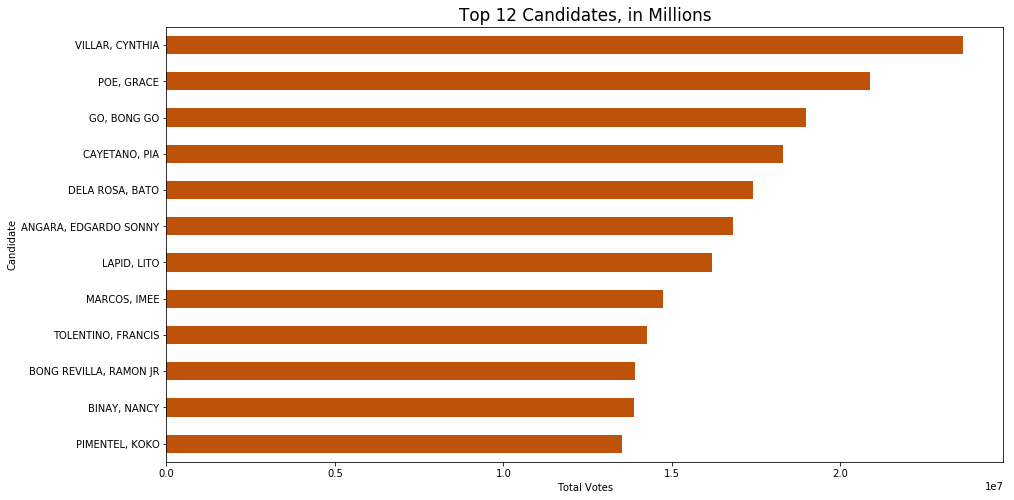 Top 12 Candidates, in Millions
Candidate
VILLAR, CYNTHIA
POE, GRACE
GO, BONG GO
CAYETANO, PIA
DELA ROSA, BATO
ANGARA, EDGARDO SONNY
LAPID, LITO
MARCOS, IMEE
TOLENTINO, FRANCIS
BONG REVILLA, RAMON JR
BINAY, NANCY
PIMENTEL, KOKO
0.0 0.5 1.0 1.5 2.0
1e7
Total Votes